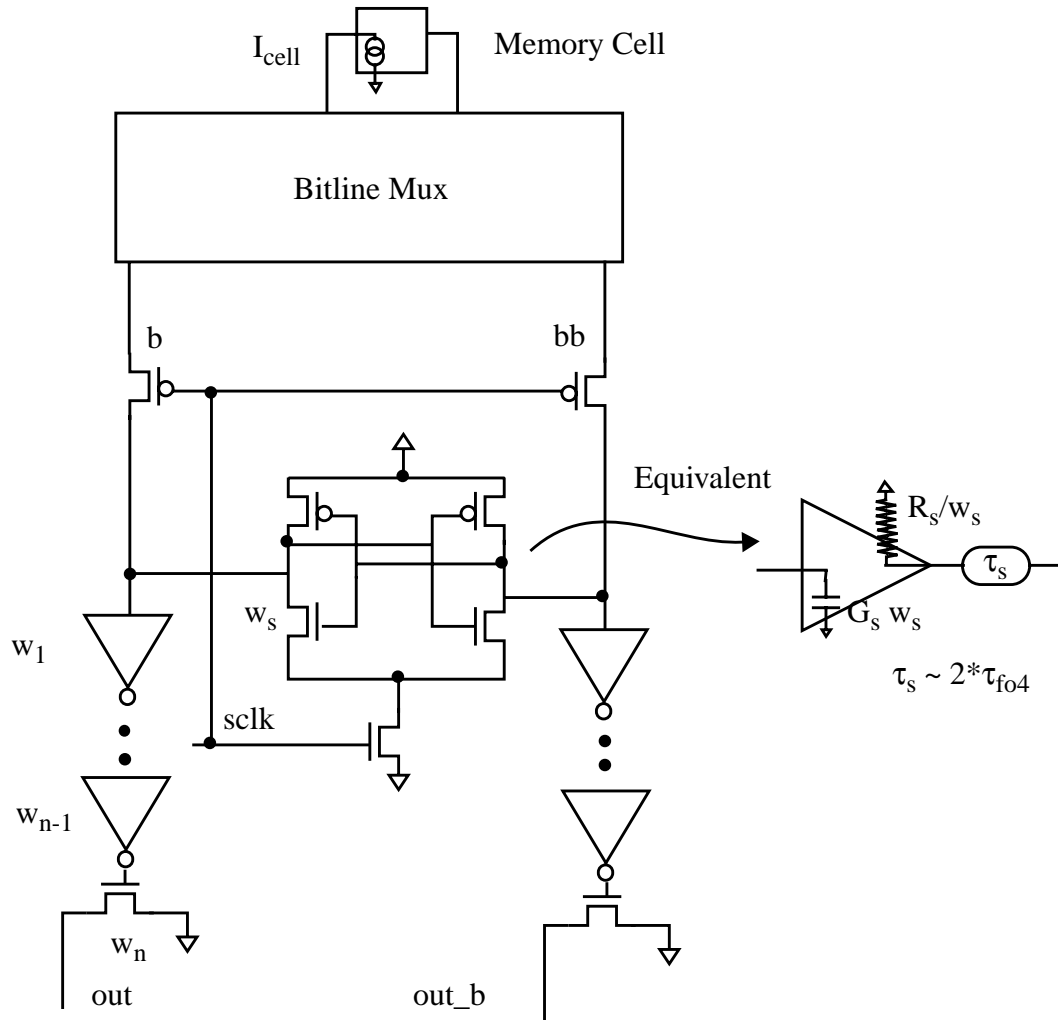 I_cell
Memory Cell
Bitline Mux
b
bb
Equivalent
R_s/w_s
τ_s
G_s w_s
τ_s ~ 2*τ_fo4
w_s
w_1
sclk
w_n-1
w_n
out
out_b